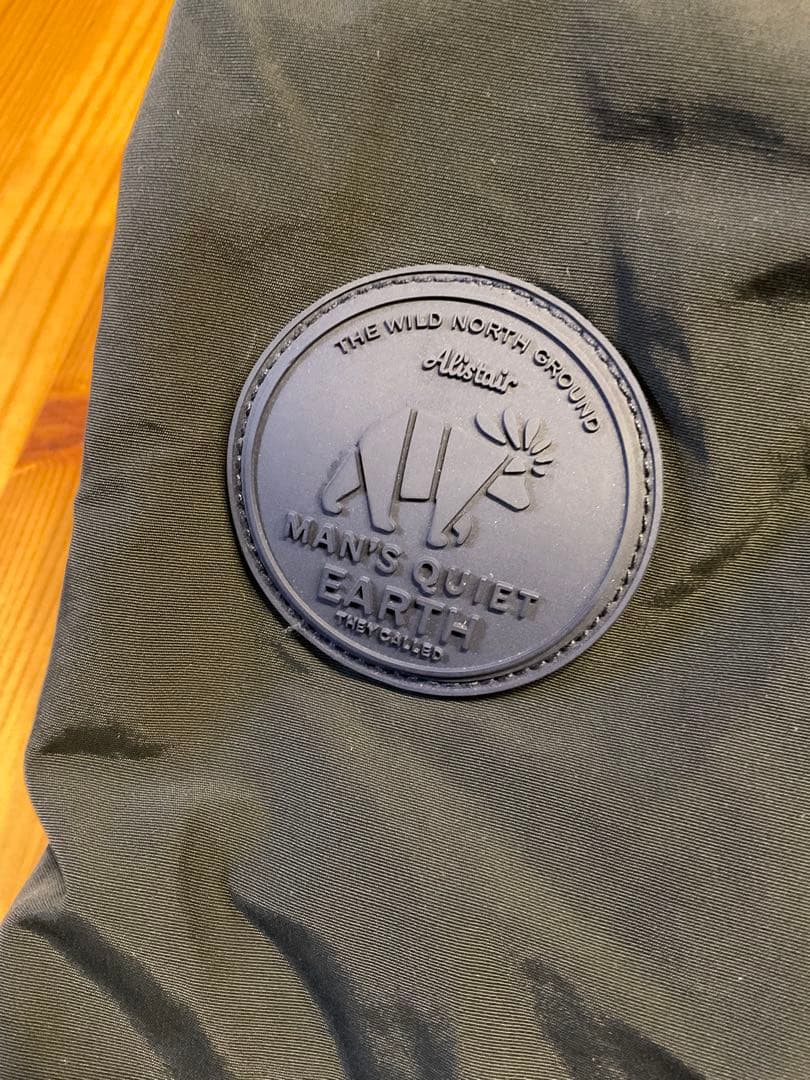 THE WILD NORTH GROUND
Alistair
MAN'S QUIET
EARTH
THEY CALLED